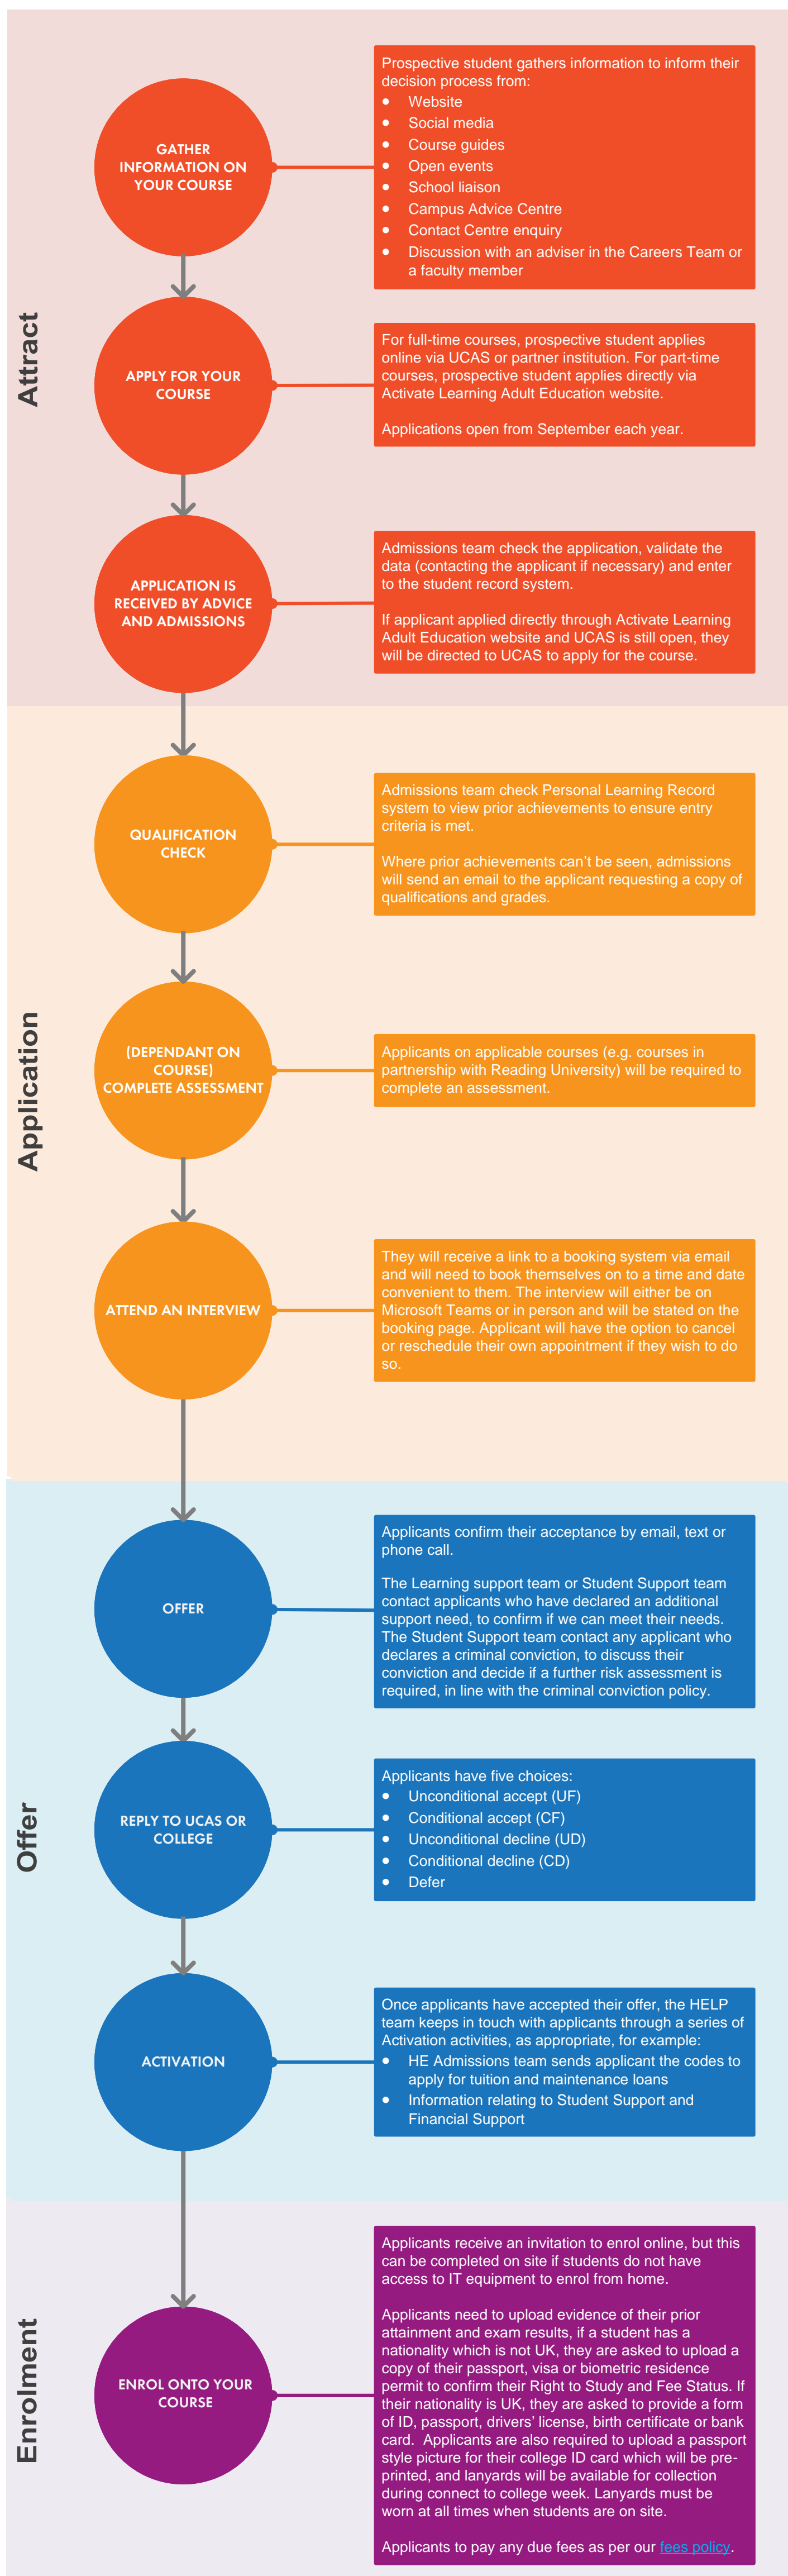 Attract
GATHER
INFORMATION ON
YOUR COURSE
Prospective student gathers information to inform their
decision process from:
● Website
● Social media
● Course guides
● Open events
● School liaison
● Campus Advice Centre
● Contact Centre enquiry
● Discussion with an adviser in the Careers Team or
a faculty member
APPLY FOR YOUR
COURSE
For full-time courses, prospective student applies
online via UCAS or partner institution. For part-time
courses, prospective student applies directly via
Activate Learning Adult Education website.
Applications open from September each year.
APPLICATION IS
RECEIVED BY ADVICE
AND ADMISSIONS
Admissions team check the application, validate the
data (contacting the applicant if necessary) and enter
to the student record system.
If applicant applied directly through Activate Learning
Adult Education website and UCAS is still open, they
will be directed to UCAS to apply for the course.
Application
QUALIFICATION
CHECK
Admissions team check Personal Learning Record
system to view prior achievements to ensure entry
criteria is met.
Where prior achievements can't be seen, admissions
will send an email to the applicant requesting a copy of
qualifications and grades.
(DEPENDANT ON
COURSE)
COMPLETE ASSESSMENT
Applicants on applicable courses (e.g. courses in
partnership with Reading University) will be required to
complete an assessment.
ATTEND AN INTERVIEW
They will receive a link to a booking system via email
and will need to book themselves on to a time and date
convenient to them. The interview will either be on
Microsoft Teams or in person and will be stated on the
booking page. Applicant will have the option to cancel
or reschedule their own appointment if they wish to do
so.
Offer
OFFER
Applicants confirm their acceptance by email, text or
phone call.
The Learning support team or Student Support team
contact applicants who have declared an additional
support need, to confirm if we can meet their needs.
The Student Support team contact any applicant who
declares a criminal conviction, to discuss their
conviction and decide if a further risk assessment is
required, in line with the criminal conviction policy.
REPLY TO UCAS OR
COLLEGE
Applicants have five choices:
● Unconditional accept (UF)
● Conditional accept (CF)
● Unconditional decline (UD)
● Conditional decline (CD)
● Defer
ACTIVATION
Once applicants have accepted their offer, the HELP
team keeps in touch with applicants through a series of
Activation activities, as appropriate, for example:
● HE Admissions team sends applicant the codes to
apply for tuition and maintenance loans
● Information relating to Student Support and
Financial Support
Enrolment
ENROL ONTO YOUR
COURSE
Applicants receive an invitation to enrol online, but this
can be completed on site if students do not have
access to IT equipment to enrol from home.
Applicants need to upload evidence of their prior
attainment and exam results, if a student has a
nationality which is not UK, they are asked to upload a
copy of their passport, visa or biometric residence
permit to confirm their Right to Study and Fee Status. If
their nationality is UK, they are asked to provide a form
of ID, passport, drivers' license, birth certificate or bank
card. Applicants are also required to upload a passport
style picture for their college ID card which will be pre-
printed, and lanyards will be available for collection
during connect to college week. Lanyards must be
worn at all times when students are on site.
Applicants to pay any due fees as per our fees policy.